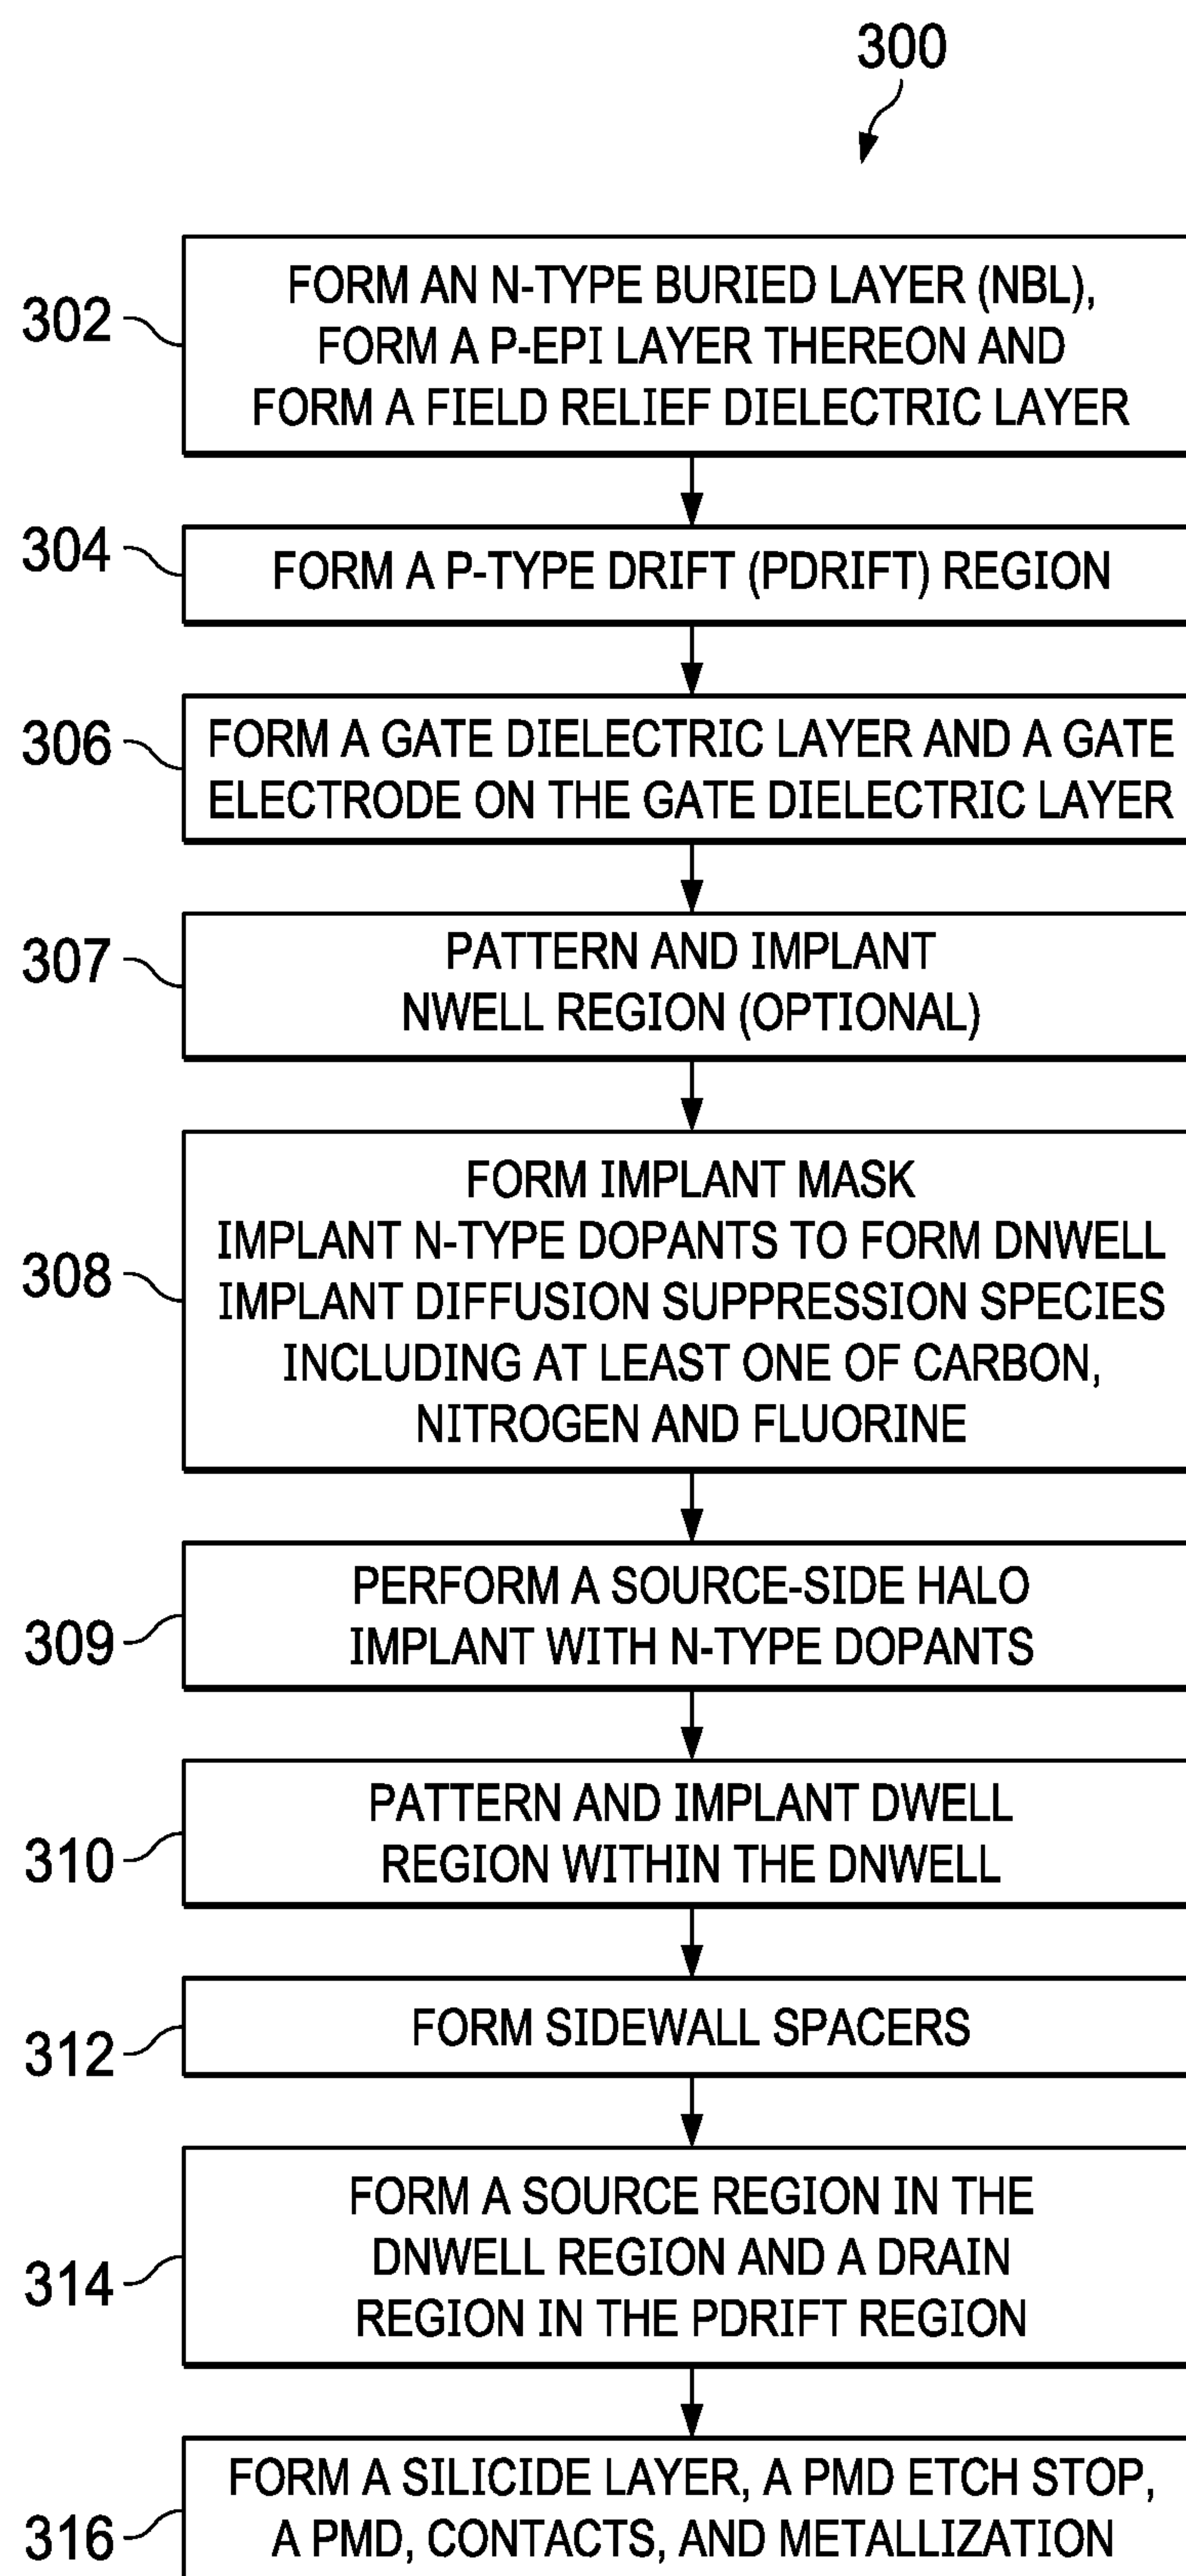 300
302
FORM AN N-TYPE BURIED LAYER (NBL),
FORM A P-EPI LAYER THEREON AND
FORM A FIELD RELIEF DIELECTRIC LAYER
304
FORM A P-TYPE DRIFT (PDRIFT) REGION
306
FORM A GATE DIELECTRIC LAYER AND A GATE
ELECTRODE ON THE GATE DIELECTRIC LAYER
307
PATTERN AND IMPLANT
NWELL REGION (OPTIONAL)
308
FORM IMPLANT MASK
IMPLANT N-TYPE DOPANTS TO FORM DNWELL
IMPLANT DIFFUSION SUPPRESSION SPECIES
INCLUDING AT LEAST ONE OF CARBON,
NITROGEN AND FLUORINE
309
PERFORM A SOURCE-SIDE HALO
IMPLANT WITH N-TYPE DOPANTS
310
PATTERN AND IMPLANT DWELL
REGION WITHIN THE DNWELL
312
FORM SIDEWALL SPACERS
314
FORM A SOURCE REGION IN THE
DNWELL REGION AND A DRAIN
REGION IN THE PDRIFT REGION
316
FORM A SILICIDE LAYER, A PMD ETCH STOP,
A PMD, CONTACTS, AND METALLIZATION